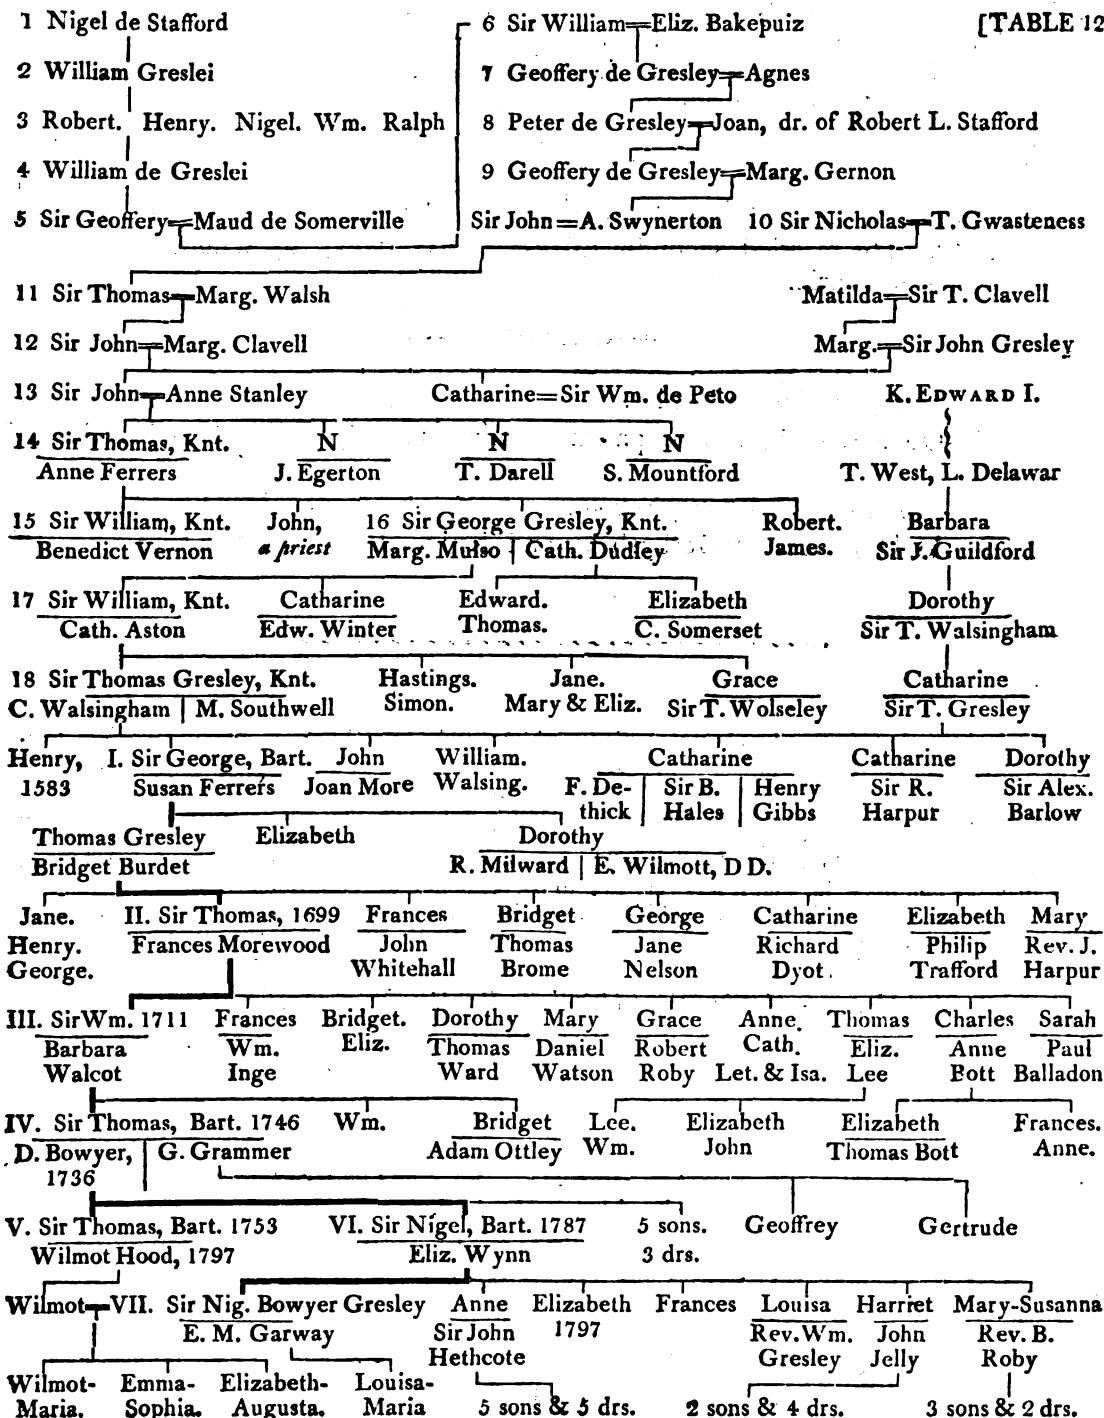 1 Nigel de Stafford
2 William Greslei
3 Robert. Henry. Nigel. Wm. Ralph
4 William de Greslei
5 Sir Geoffery=Maud de Somerville
6 Sir William=Eliz. Bakepuiz [TABLE 12
7 Geoffery de Gresley=Agnes
8 Peter de Gresley=Joan, dr. of Robert L. Stafford
9 Geoffery de Gresley=Marg. Gernon
Sir John=A. Swynerton 10 Sir Nicholas=T. Gwasteness
11 Sir Thomas=Marg. Walsh Matilda=Sir T. Clavell
12 Sir John=Marg. Clavell Marg.=Sir John Gresley
13 Sir John=Anne Stanley Catharine=Sir Wm. de Peto K. EDWARD I.
14 Sir Thomas, Knt. N N N
Anne Ferrers J. Egerton T. Darell S. Mountford T. West, L. Delawar
15 Sir William, Knt. John, 16 Sir George Gresley, Knt. Robert. Barbara
Benedict Vernon a priest Marg. Mulso | Cath. Dudley James. Sir J. Guildford
17 Sir William, Knt. Catharine Edward. Elizabeth Dorothy
Cath. Aston Edw. Winter Thomas. C. Somerset Sir T. Walsingham
18 Sir Thomas Gresley, Knt. Hastings. Jane. Grace Catharine
C. Walsingham | M. Southwell Simon. Mary & Eliz. Sir T. Wolseley Sir T. Gresley
Henry, I. Sir George, Bart. John William. Catharine Catharine Dorothy
1583 Susan Ferrers Joan More Walsing. F. De- | Sir B. | Henry Sir R. Sir Alex.
thick | Hales | Gibbs Harpur Barlow
Thomas Gresley Elizabeth Dorothy
Bridget Burdet R. Milward | E. Wilmott, D D.
Jane. II. Sir Thomas, 1699 Frances Bridget George Catharine Elizabeth Mary
Henry. Frances Morewood John Thomas Jane Richard Philip Rev. J.
George. Whitehall Brome Nelson Dyot. Trafford Harpur
III. Sir Wm. 1711 Frances Bridget. Dorothy Mary Grace Anne. Thomas Charles Sarah
Barbara Wm. Eliz. Thomas Daniel Robert Cath. Eliz. Anne Paul
Walcot Inge Ward Watson Roby Let. & Isa. Lee Bott Balladon
IV. Sir Thomas, Bart. 1746 Wm. Bridget Lee. Elizabeth Elizabeth Frances.
D. Bowyer, | G. Grammer Adam Ottley Wm. John Thomas Bott Anne.
1736
V. Sir Thomas, Bart. 1753 VI. Sir Nigel, Bart. 1787 5 sons. Geoffrey Gertrude
Wilmot Hood, 1797 Eliz. Wynn 3 drs.
Wilmot=VII. Sir Nig. Bowyer Gresley Anne Elizabeth Frances Louisa Harriet Mary-Susanna
E. M. Garway Sir John 1797 Rev. Wm. John Rev. B.
Hethcote Gresley Jelly Roby
Wilmot- Emma- Elizabeth- Louisa-
Maria. Sophia. Augusta. Maria 5 sons & 5 drs. 2 sons & 4 drs. 3 sons & 2 drs.